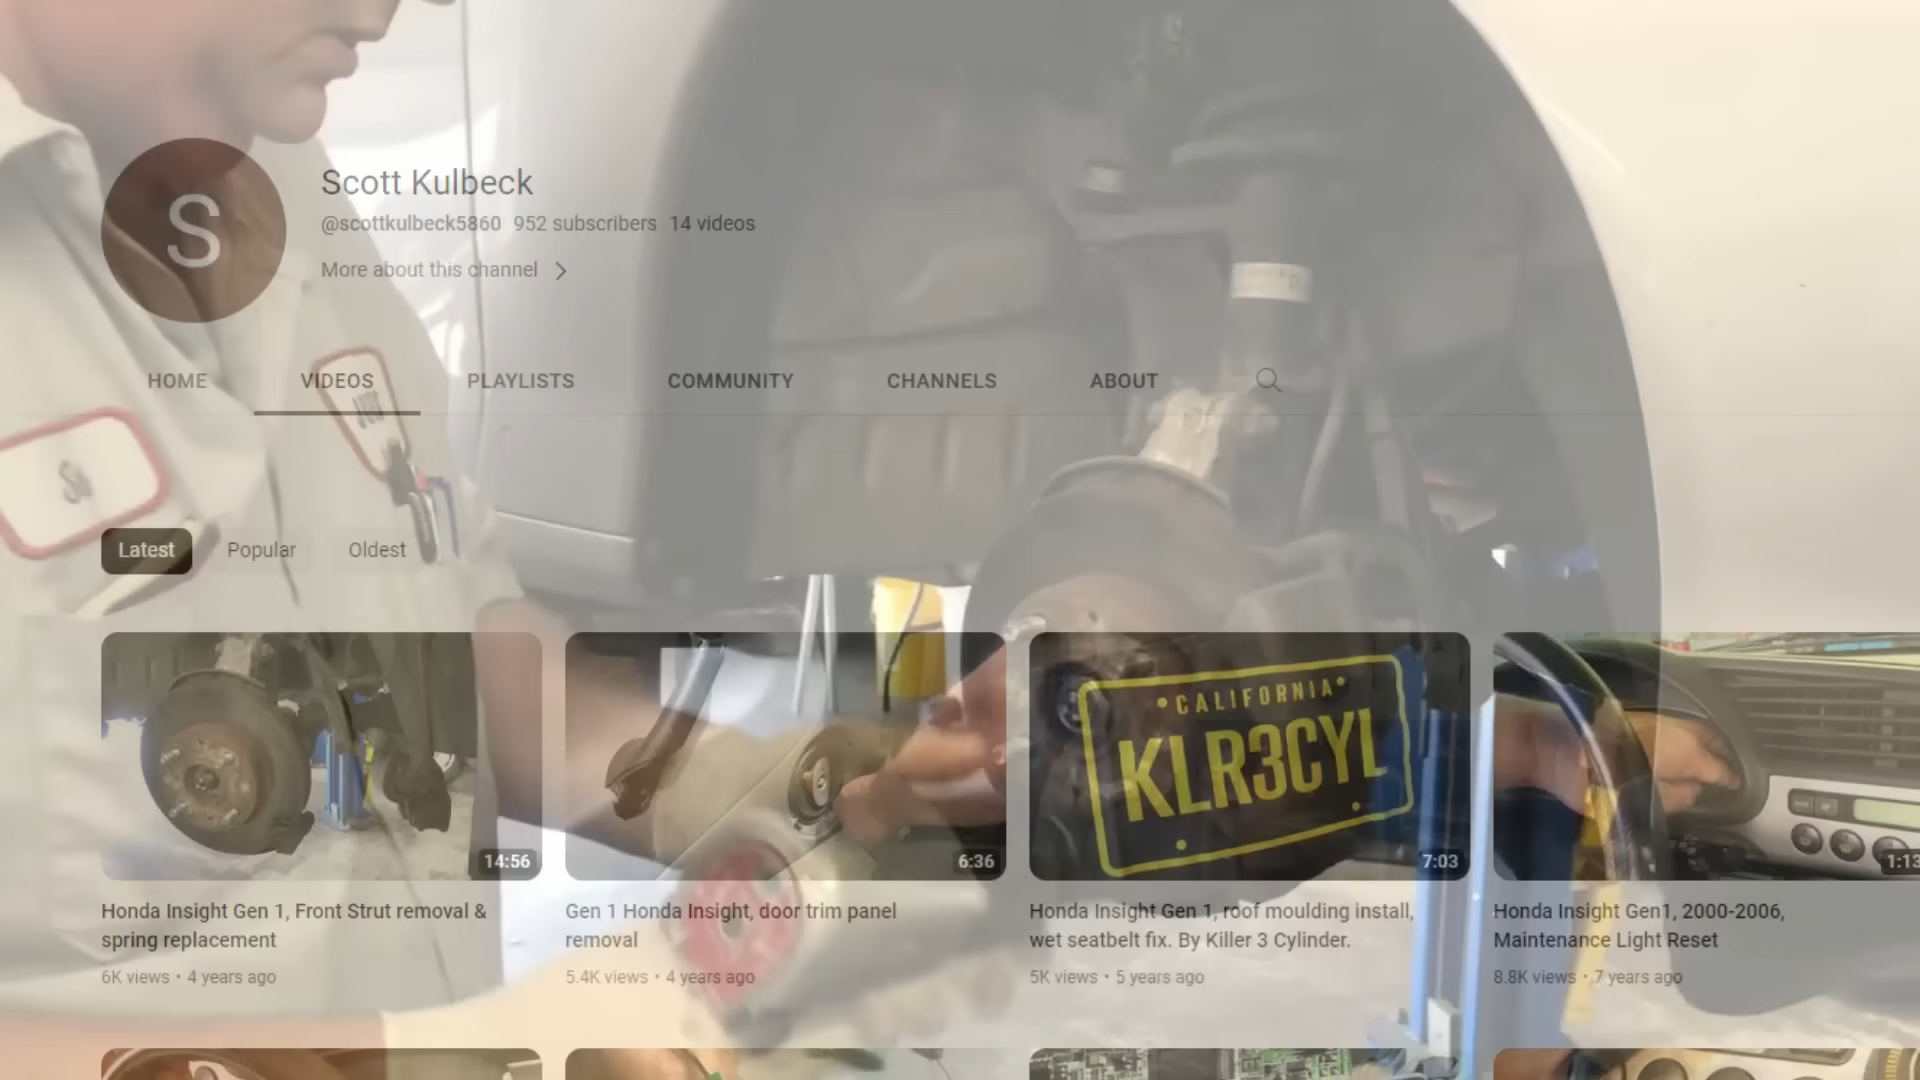 S
Scott Kulbeck
@scottkulbeck5860 952 subscribers 14 videos
More about this channel
HOME VIDEOS PLAYLISTS COMMUNITY CHANNELS ABOUT
Latest Popular Oldest
CALIFORNIA
KLR3CYL
14:56 6:36 7:03 1:13
Honda Insight Gen 1, Front Strut removal &
spring replacement
6K views • 4 years ago
Gen 1 Honda Insight, door trim panel
removal
5.4K views • 4 years ago
Honda Insight Gen 1, roof moulding install,
wet seatbelt fix. By Killer 3 Cylinder.
5K views • 5 years ago
Honda Insight Gen1, 2000-2006,
Maintenance Light Reset
8.8K views • 7 years ago